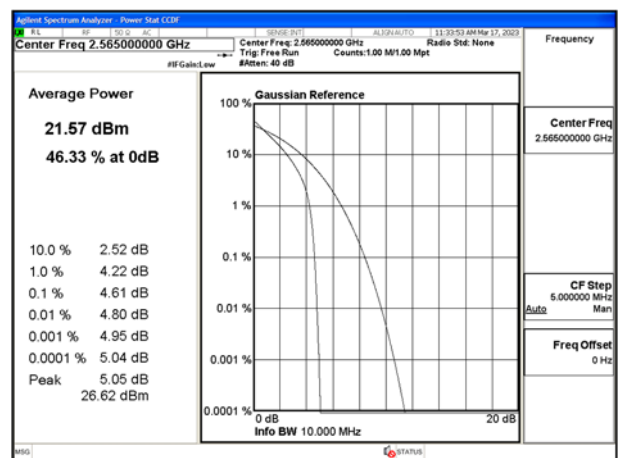 Agilent Spectrum Analyzer - Power Stat CCDF
RL RF 50 Ω AC SENSE:INT ALIGNAUTO 11:33:53 AM Mar 17, 2023
Center Freq 2.565000000 GHz
Center Freq: 2.565000000 GHz Radio Std: None
Trig: Free Run Counts:1.00 M/1.00 Mpt
#IFGain:Low #Atten: 40 dB
Frequency
Average Power
21.57 dBm
46.33 % at 0dB
10.0 % 2.52 dB
1.0 % 4.22 dB
0.1 % 4.61 dB
0.01 % 4.80 dB
0.001 % 4.95 dB
0.0001 % 5.04 dB
Peak 5.05 dB
26.62 dBm
Gaussian Reference
100 %
10 %
1 %
0.1 %
0.01 %
0.001 %
0.0001 %
0 dB 20 dB
Info BW 10.000 MHz
Center Freq
2.565000000 GHz
CF Step
5.000000 MHz
Auto Man
Freq Offset
0 Hz
MSG STATUS